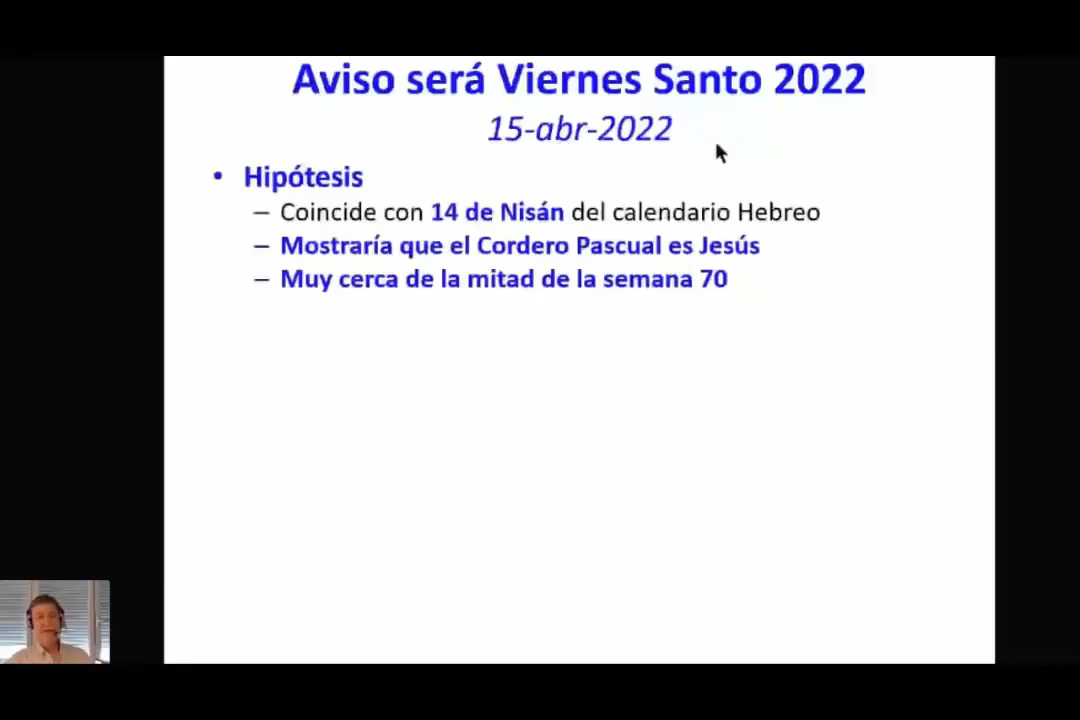 Aviso será Viernes Santo 2022
15-abr-2022
• Hipótesis
– Coincide con 14 de Nisán del calendario Hebreo
– Mostraría que el Cordero Pascual es Jesús
– Muy cerca de la mitad de la semana 70